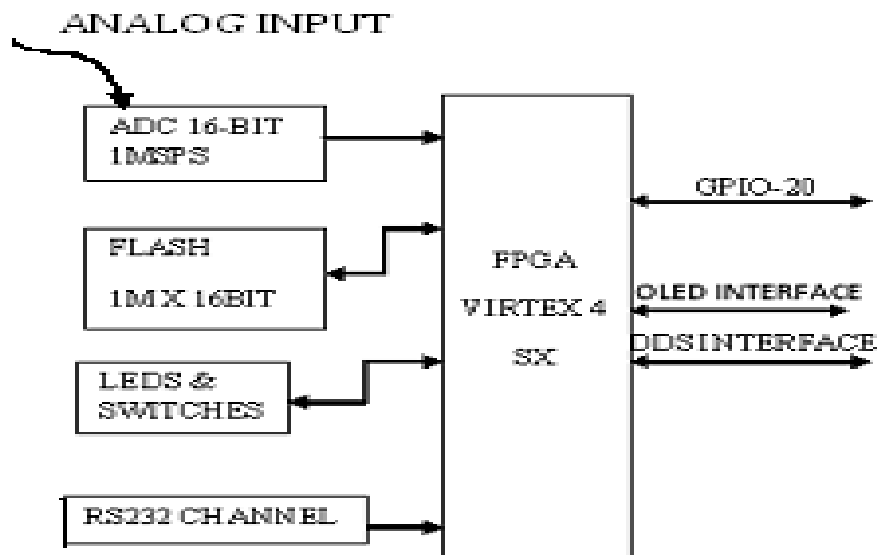 ANALOG INPUT
ADC 16-BIT
1MSPS
FLASH
1M X 16BIT
LEDS &
SWITCHES
RS232 CHANNEL
FPGA
VIRTEX 4
SX
GPIO-20
OLED INTERFACE
DDS INTERFACE